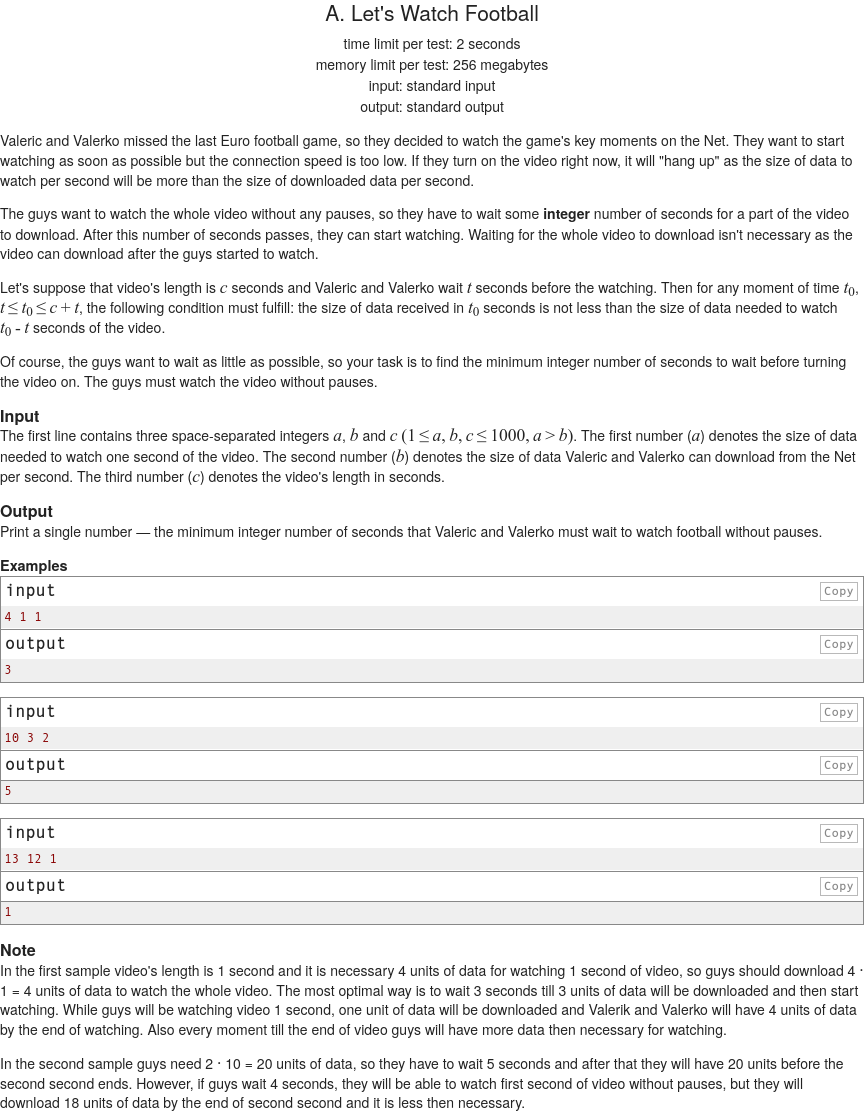 A. Let's Watch Football
time limit per test: 2 seconds
memory limit per test: 256 megabytes
input: standard input
output: standard output
Valeric and Valerko missed the last Euro football game, so they decided to watch the game's key moments on the Net. They want to start
watching as soon as possible but the connection speed is too low. If they turn on the video right now, it will "hang up" as the size of data to
watch per second will be more than the size of downloaded data per second.
The guys want to watch the whole video without any pauses, so they have to wait some integer number of seconds for a part of the video
to download. After this number of seconds passes, they can start watching. Waiting for the whole video to download isn't necessary as the
video can download after the guys started to watch.
Let's suppose that video's length is c seconds and Valeric and Valerko wait t seconds before the watching. Then for any moment of time t₀,
t ≤ t₀ ≤ c + t, the following condition must fulfill: the size of data received in t₀ seconds is not less than the size of data needed to watch
t₀ - t seconds of the video.
Of course, the guys want to wait as little as possible, so your task is to find the minimum integer number of seconds to wait before turning
the video on. The guys must watch the video without pauses.
Input
The first line contains three space-separated integers a, b and c (1 ≤ a, b, c ≤ 1000, a > b). The first number (a) denotes the size of data
needed to watch one second of the video. The second number (b) denotes the size of data Valeric and Valerko can download from the Net
per second. The third number (c) denotes the video's length in seconds.
Output
Print a single number — the minimum integer number of seconds that Valeric and Valerko must wait to watch football without pauses.
Examples
input Copy
4 1 1
output Copy
3
input Copy
10 3 2
output Copy
5
input Copy
13 12 1
output Copy
1
Note
In the first sample video's length is 1 second and it is necessary 4 units of data for watching 1 second of video, so guys should download 4 ·
1 = 4 units of data to watch the whole video. The most optimal way is to wait 3 seconds till 3 units of data will be downloaded and then start
watching. While guys will be watching video 1 second, one unit of data will be downloaded and Valerik and Valerko will have 4 units of data
by the end of watching. Also every moment till the end of video guys will have more data then necessary for watching.
In the second sample guys need 2 · 10 = 20 units of data, so they have to wait 5 seconds and after that they will have 20 units before the
second second ends. However, if guys wait 4 seconds, they will be able to watch first second of video without pauses, but they will
download 18 units of data by the end of second second and it is less then necessary.